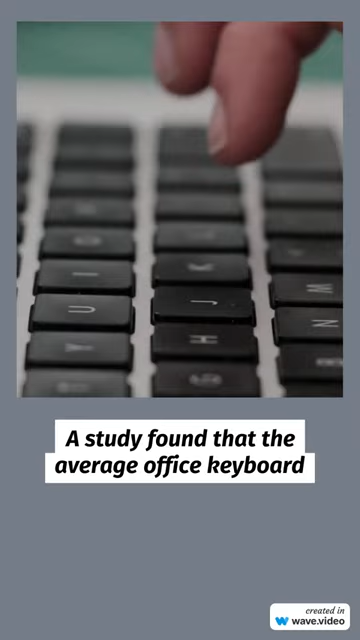 O
L
I
K
U
J
M
Y
H
N
G
B
A study found that the
average office keyboard
created in
wave.video